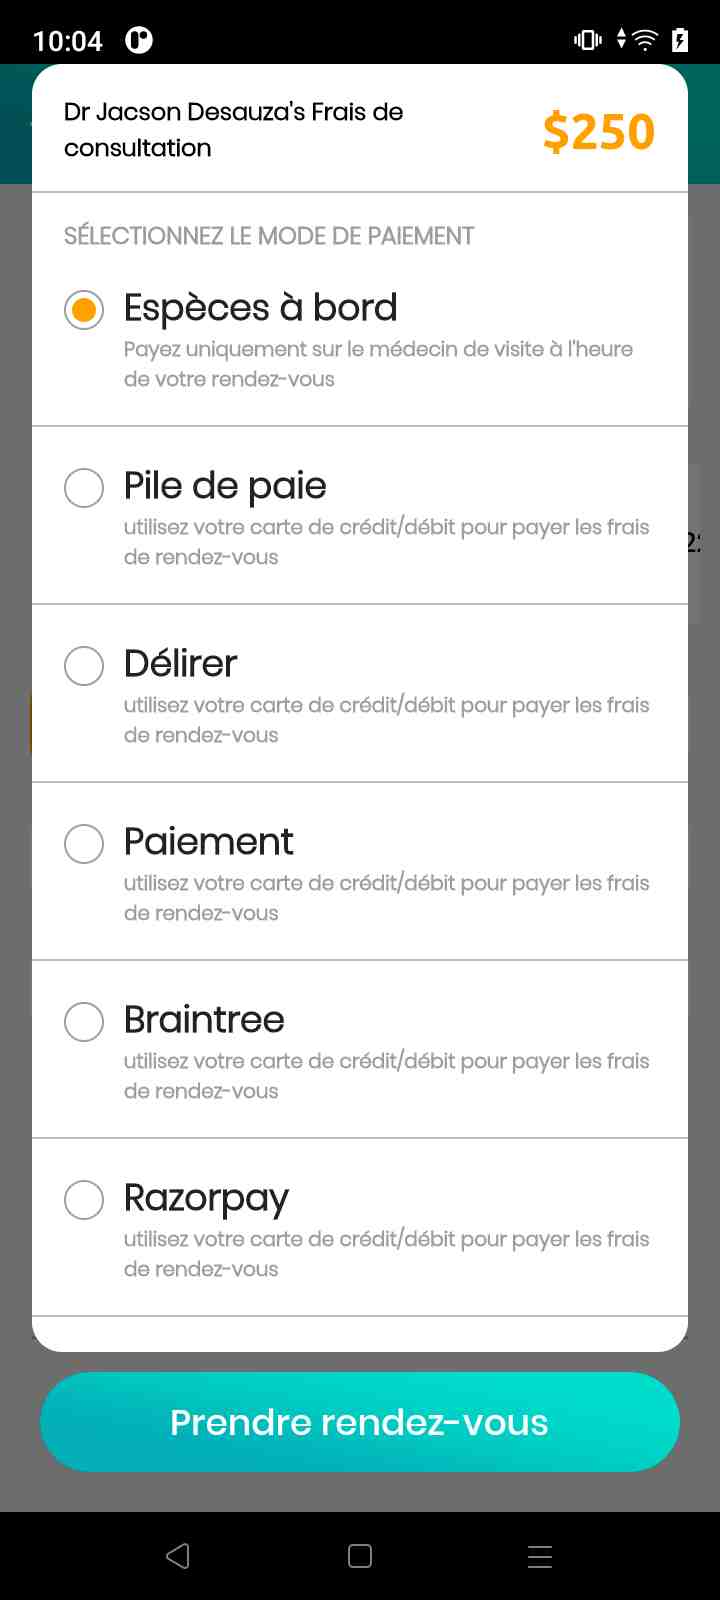 10:04
Dr Jacson Desauza's Frais de
consultation
$250
SÉLECTIONNEZ LE MODE DE PAIEMENT
Espèces à bord
Payez uniquement sur le médecin de visite à l'heure
de votre rendez-vous
Pile de paie
utilisez votre carte de crédit/débit pour payer les frais
de rendez-vous
Délirer
utilisez votre carte de crédit/débit pour payer les frais
de rendez-vous
Paiement
utilisez votre carte de crédit/débit pour payer les frais
de rendez-vous
Braintree
utilisez votre carte de crédit/débit pour payer les frais
de rendez-vous
Razorpay
utilisez votre carte de crédit/débit pour payer les frais
de rendez-vous
Prendre rendez-vous